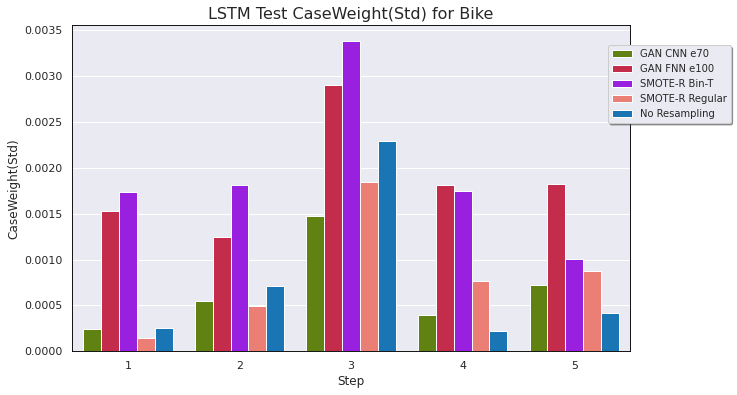 LSTM Test CaseWeight(Std) for Bike
CaseWeight(Std)
0.0035
0.0030
0.0025
0.0020
0.0015
0.0010
0.0005
0.0000
GAN CNN e70
GAN FNN e100
SMOTE-R Bin-T
SMOTE-R Regular
No Resampling
1 2 3 4 5
Step